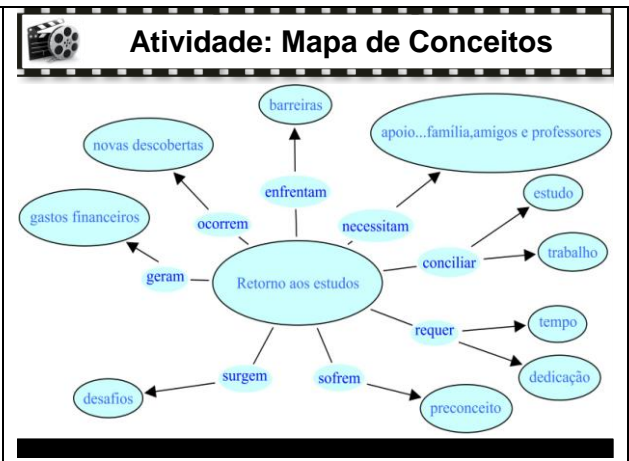 Atividade: Mapa de Conceitos
barreiras
apoio...família,amigos e professores
novas descobertas
enfrentam
estudo
gastos financeiros
ocorrem
necessitam
trabalho
conciliar
geram
Retorno aos estudos
tempo
requer
surgem
sofrem
dedicação
desafios
preconceito